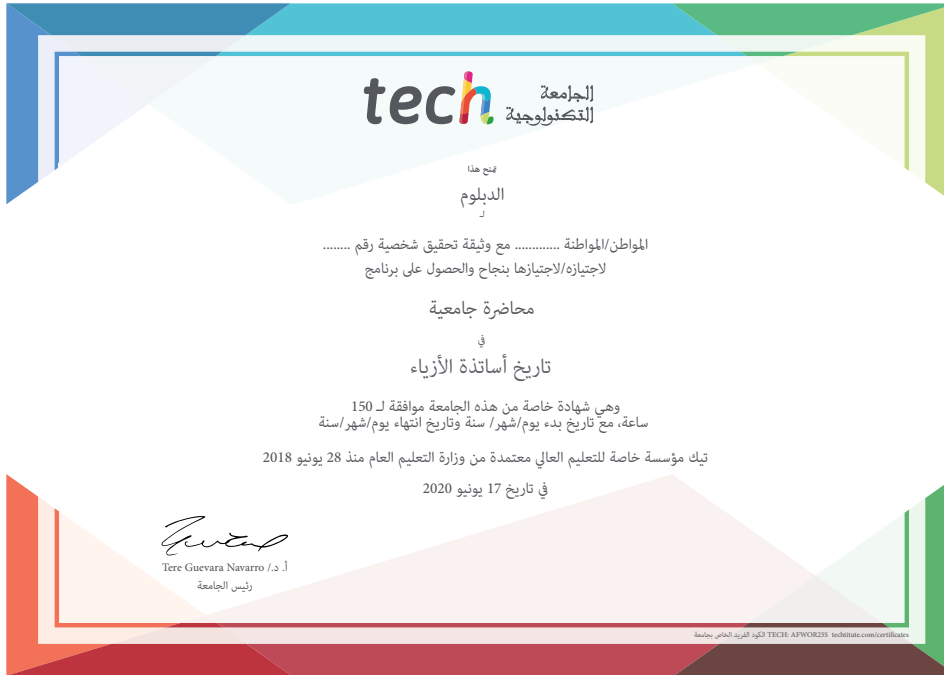 tech الجامعة
التكنولوجية
تمنح هذا
الدبلوم
لـ
المواطن/المواطنة ............ مع وثيقة تحقيق شخصية رقم ........
لاجتيازه/لاجتيازها بنجاح والحصول على برنامج
محاضرة جامعية
في
تاريخ أساتذة الأزياء
وهي شهادة خاصة من هذه الجامعة موافقة لـ 150
ساعة، مع تاريخ بدء يوم/شهر/ سنة وتاريخ انتهاء يوم/شهر/سنة
تيك مؤسسة خاصة للتعليم العالي معتمدة من وزارة التعليم العام منذ 28 يونيو 2018
في تاريخ 17 يونيو 2020
أ. د./ Tere Guevara Navarro
رئيس الجامعة
الكود الفريد الخاص بجامعة TECH: AFWOR23S techtitute.com/certificates